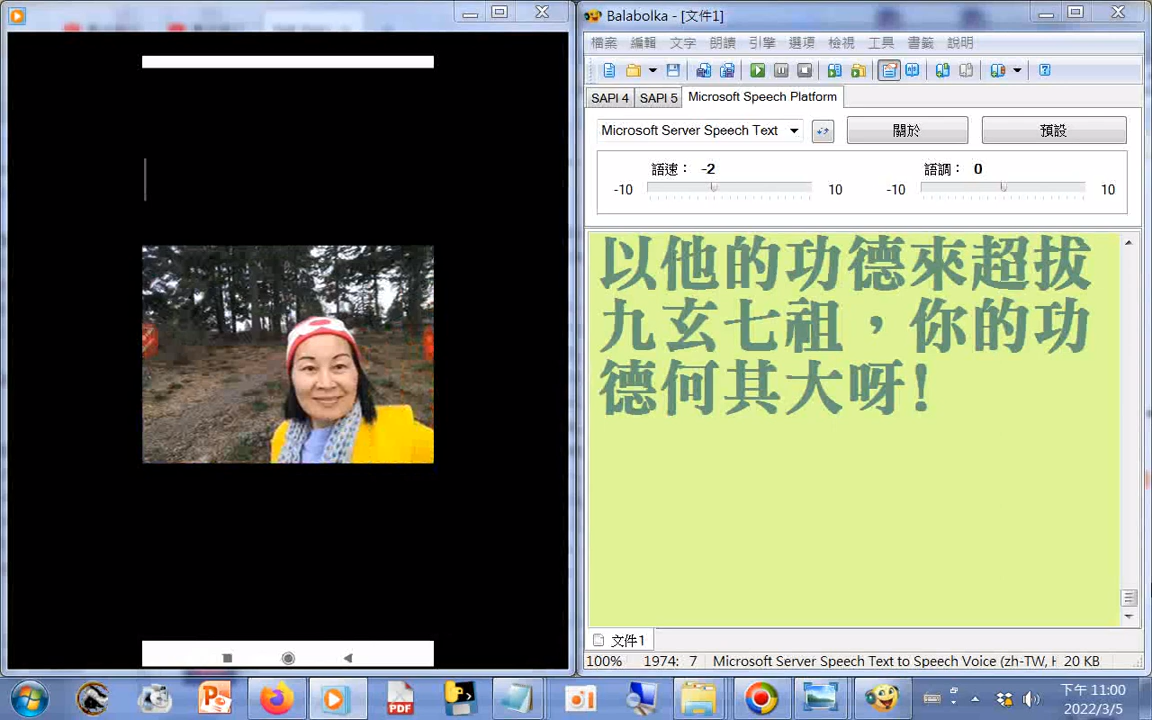 Balabolka - [文件1]
檔案 編輯 文字 朗讀 引擎 選項 檢視 工具 書籤 說明
SAPI 4 SAPI 5 Microsoft Speech Platform
Microsoft Server Speech Text 關於 預設
語速： -2 語調： 0
-10 10 -10 10
以他的功德來超拔
九玄七祖，你的功
德何其大呀!
文件1
100% 1974: 7 Microsoft Server Speech Text to Speech Voice (zh-TW, H 20 KB
PDF
下午 11:00
2022/3/5